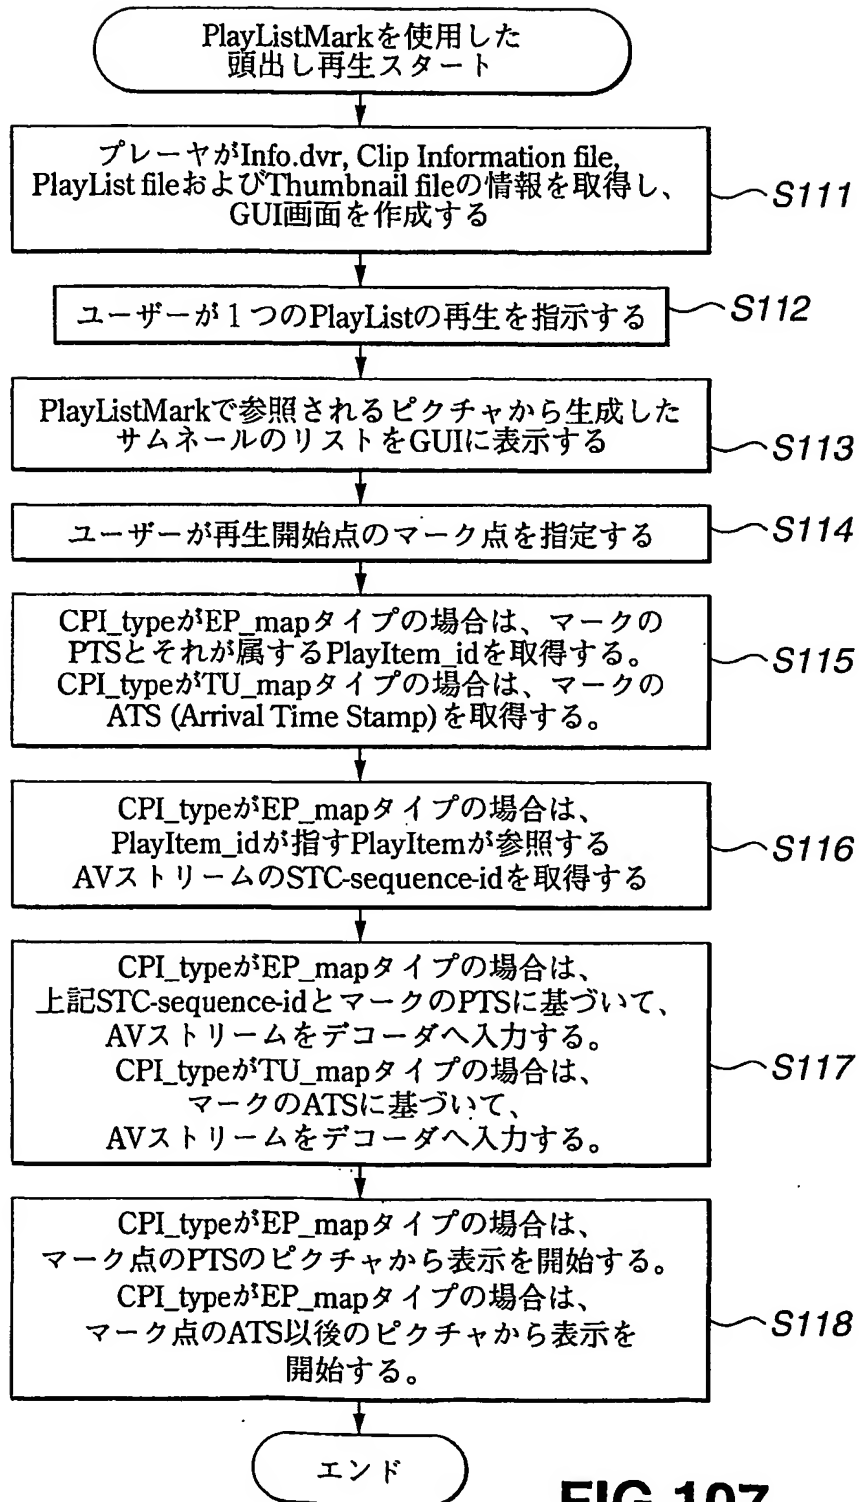 PlayListMarkを使用した
頭出し再生スタート
プレーヤがInfo.dvr, Clip Information file,
PlayList fileおよびThumbnail fileの情報を取得し、
GUI画面を作成する
S111
ユーザーが1つのPlayListの再生を指示する
S112
PlayListMarkで参照されるピクチャから生成した
サムネールのリストをGUIに表示する
S113
ユーザーが再生開始点のマーク点を指定する
S114
CPI_typeがEP_mapタイプの場合は、マークの
PTSとそれが属するPlayItem_idを取得する。
CPI_typeがTU_mapタイプの場合は、マークの
ATS (Arrival Time Stamp)を取得する。
S115
CPI_typeがEP_mapタイプの場合は、
PlayItem_idが指すPlayItemが参照する
AVストリームのSTC-sequence-idを取得する
S116
CPI_typeがEP_mapタイプの場合は、
上記STC-sequence-idとマークのPTSに基づいて、
AVストリームをデコーダへ入力する。
CPI_typeがTU_mapタイプの場合は、
マークのATSに基づいて、
AVストリームをデコーダへ入力する。
S117
CPI_typeがEP_mapタイプの場合は、
マーク点のPTSのピクチャから表示を開始する。
CPI_typeがEP_mapタイプの場合は、
マーク点のATS以後のピクチャから表示を
開始する。
S118
エンド
FIG.107